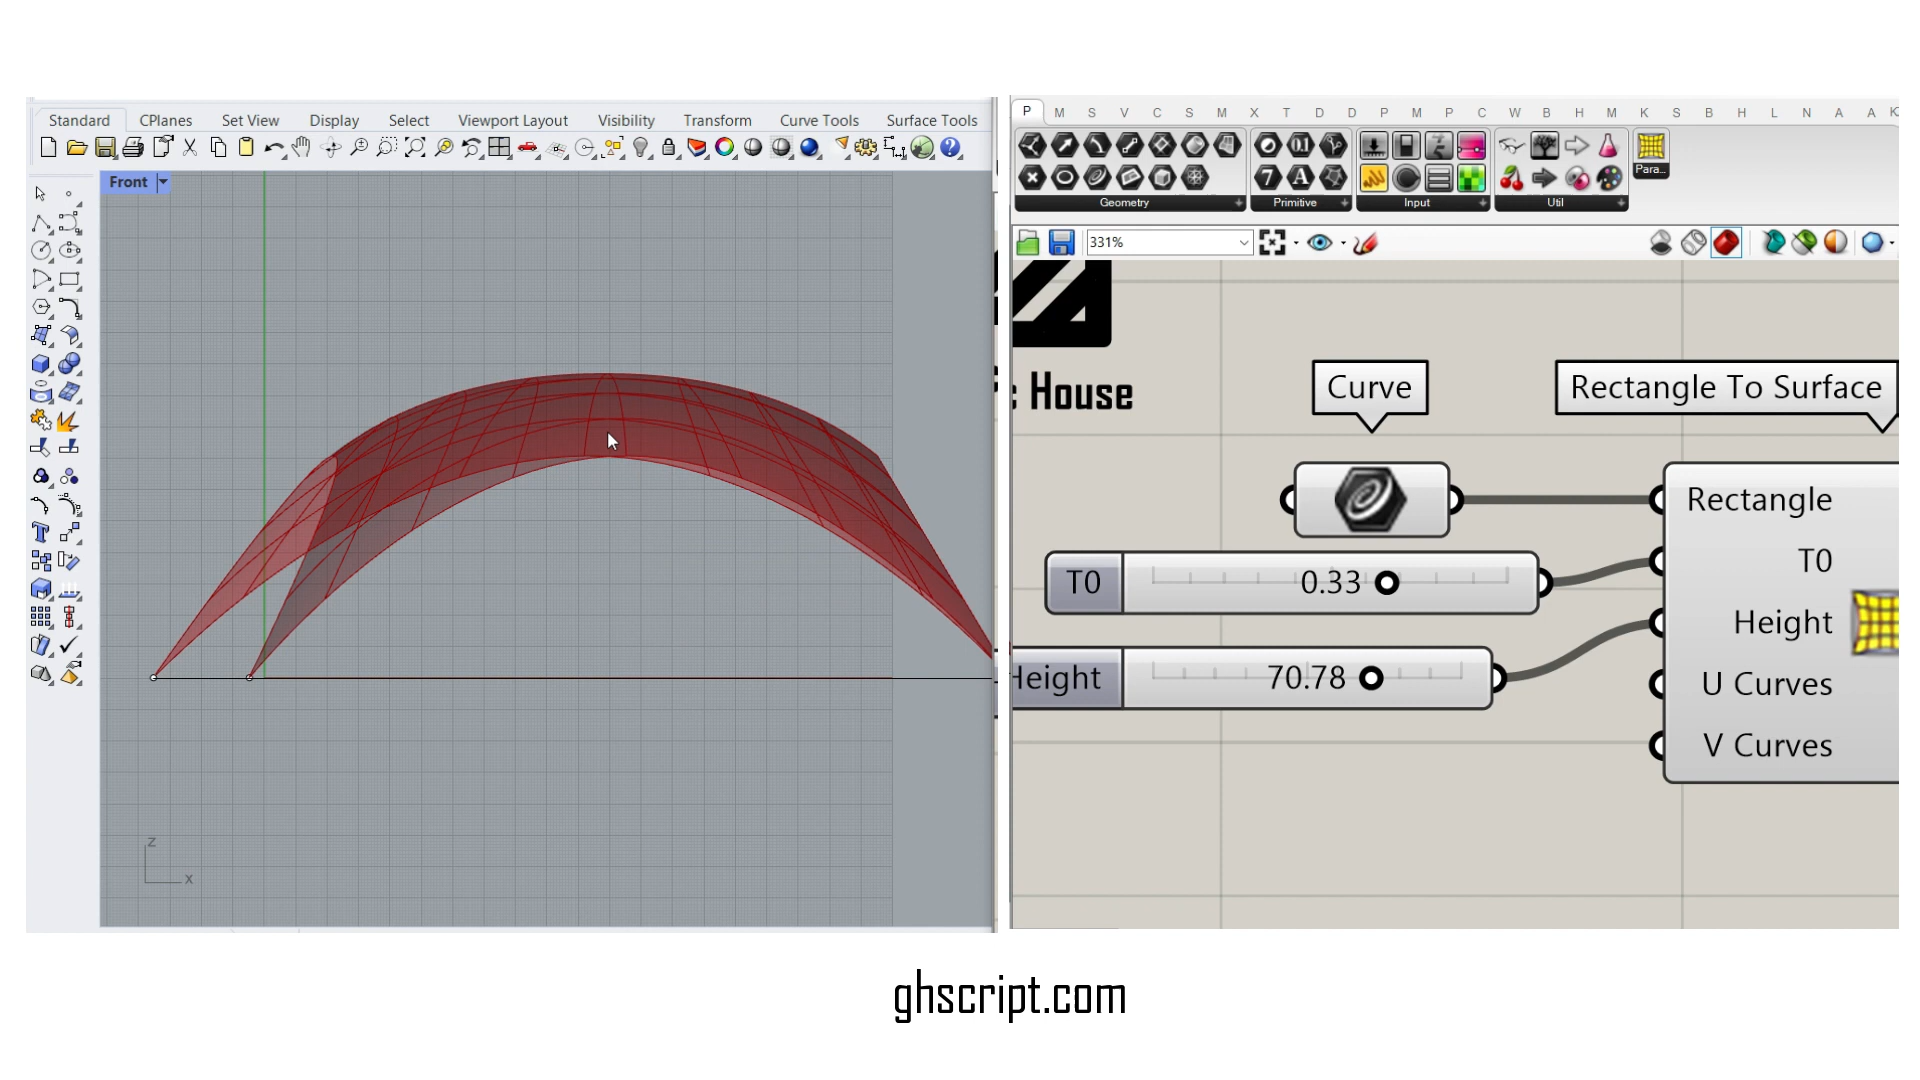 Standard CPlanes Set View Display Select Viewport Layout Visibility Transform Curve Tools Surface Tools
Front
z
x
P M S V C S M X T D D P M P C W B H M K S B H L N A A K
Para...
Geometry Primitive Input Util
331%
House
Curve
Rectangle To Surface
Rectangle
T0 0.33
T0
Height
Height 70.78
U Curves
V Curves
ghscript.com